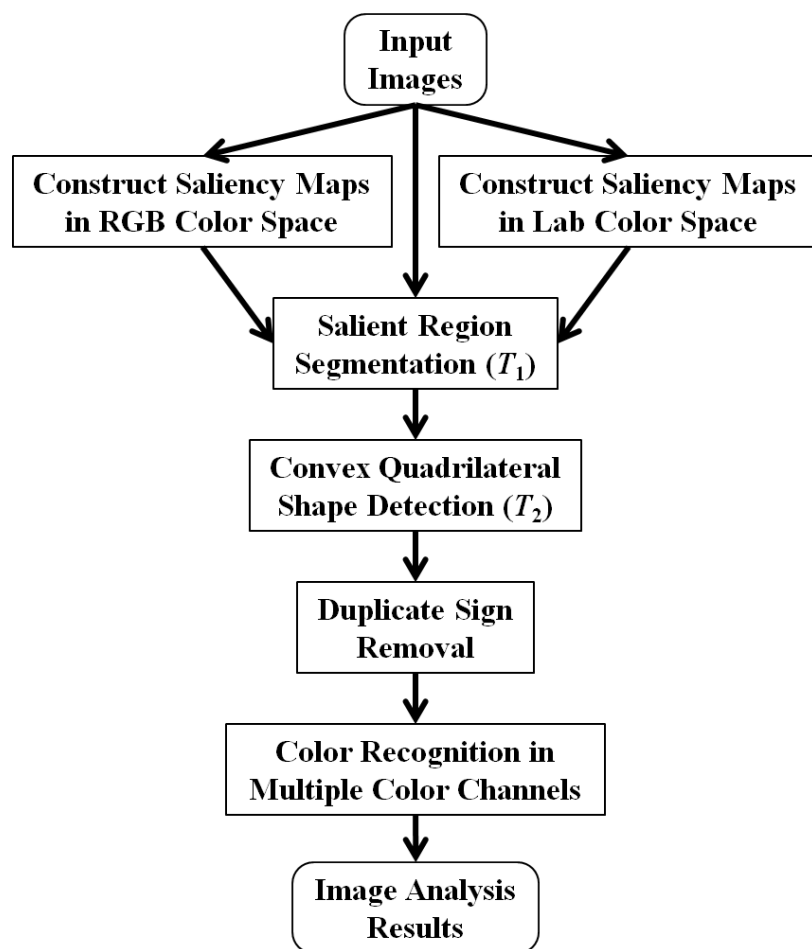 Input
Images
Construct Saliency Maps
in RGB Color Space
Construct Saliency Maps
in Lab Color Space
Salient Region
Segmentation (T₁)
Convex Quadrilateral
Shape Detection (T₂)
Duplicate Sign
Removal
Color Recognition in
Multiple Color Channels
Image Analysis
Results